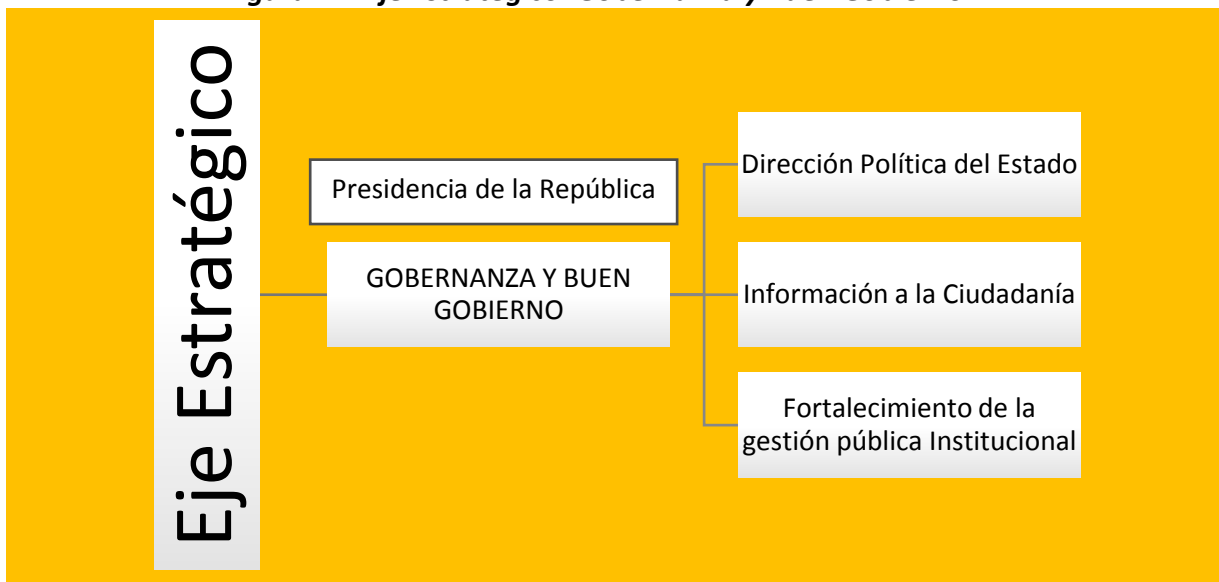 Eje Estratégico
Presidencia de la República
GOBERNANZA Y BUEN
GOBIERNO
Dirección Política del Estado
Información a la Ciudadanía
Fortalecimiento de la
gestión pública Institucional